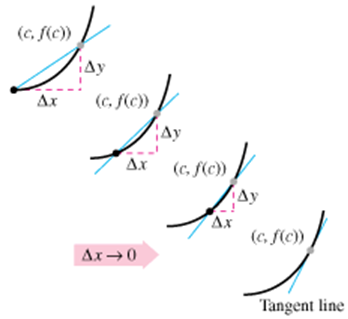 (c, f(c))
Δy
Δx
(c, f(c))
Δy
Δx
(c, f(c))
Δy
Δx
(c, f(c))
Δx → 0
Tangent line